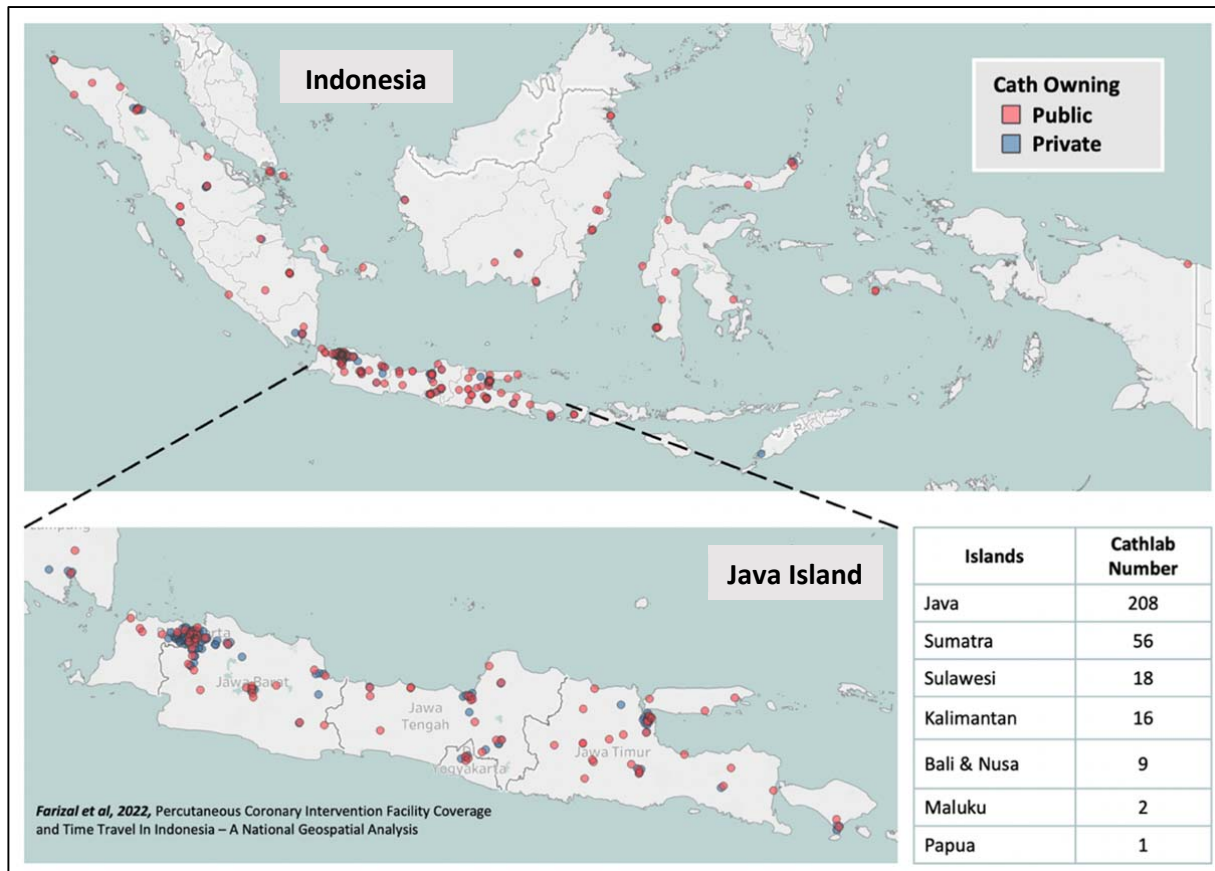 Indonesia
Cath Owning
Public
Private
Java Island
Jawa Barat
Jawa
Tengah
Yogyakarta
Jawa Timur
Farizal et al, 2022, Percutaneous Coronary Intervention Facility Coverage
and Time Travel In Indonesia – A National Geospatial Analysis
Islands Cathlab
Number
Java 208
Sumatra 56
Sulawesi 18
Kalimantan 16
Bali & Nusa 9
Maluku 2
Papua 1